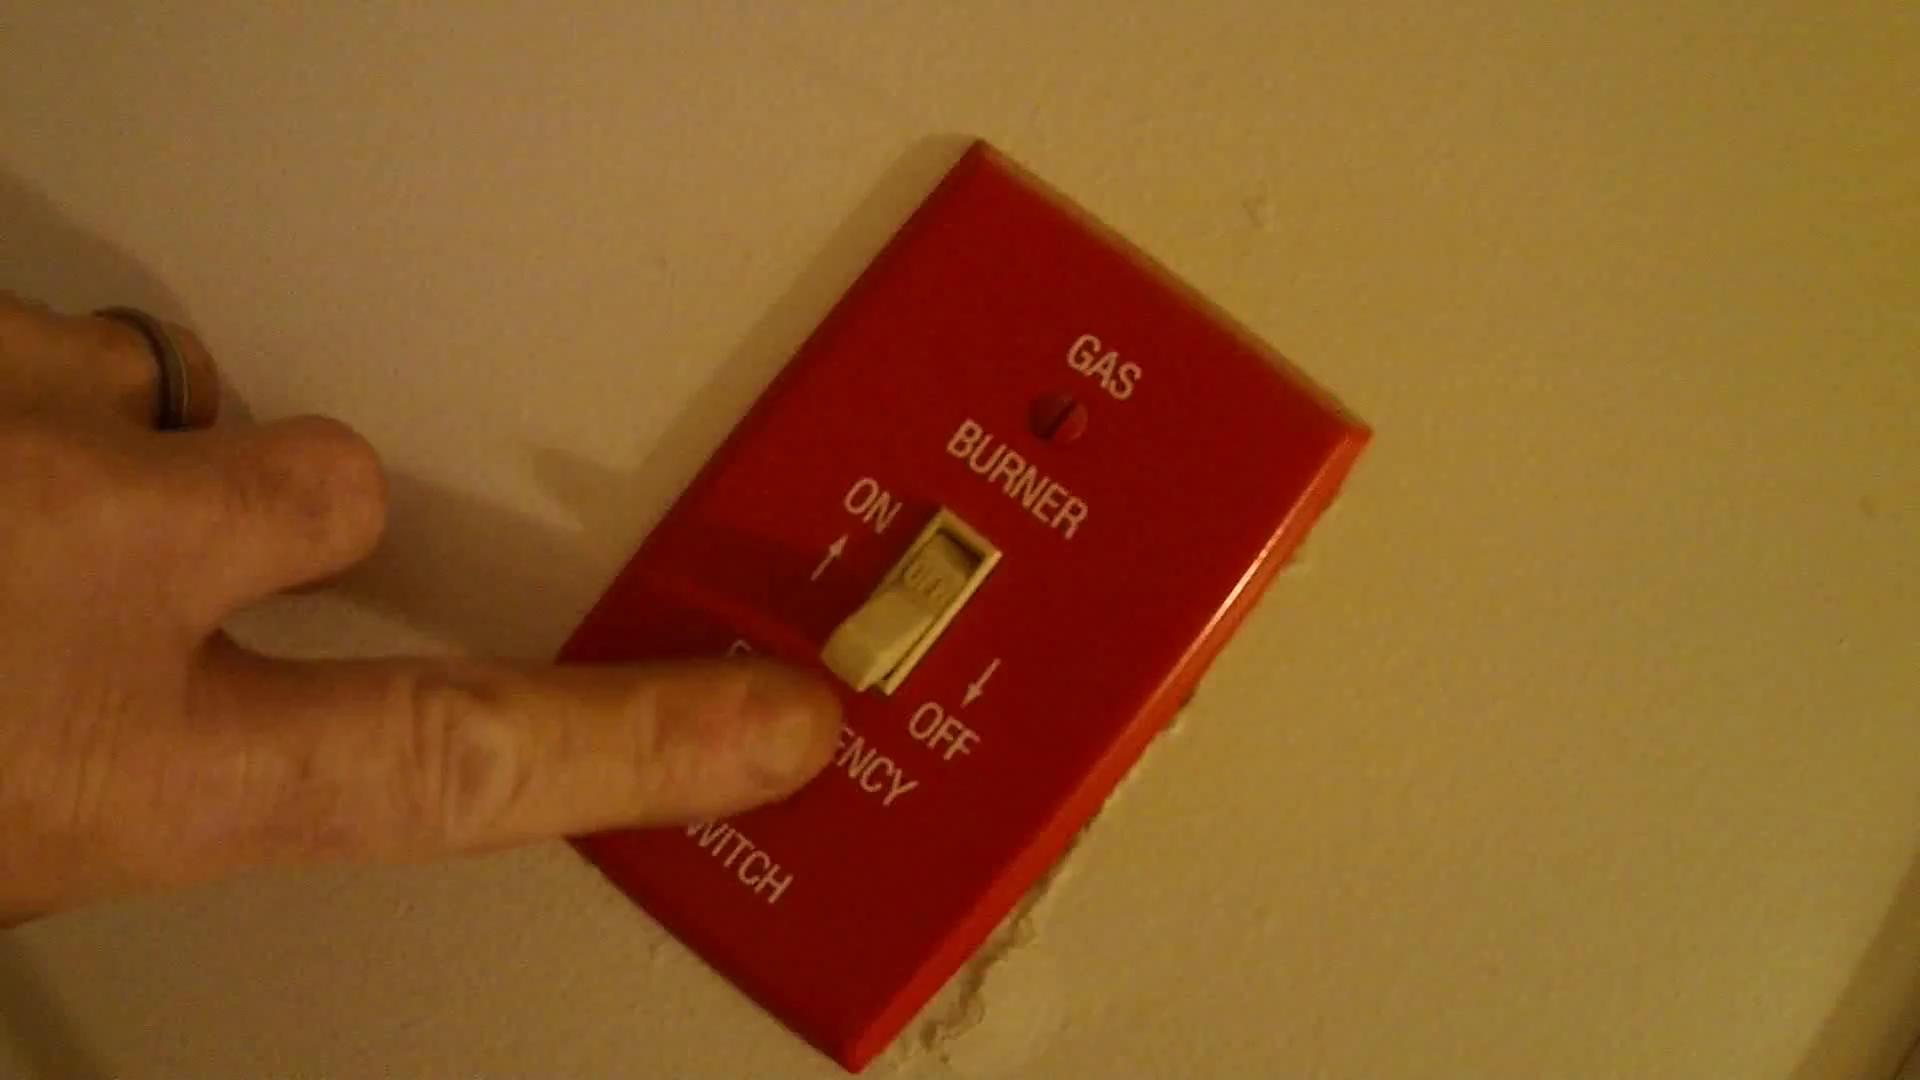 GAS
BURNER
ON
OFF
ENCY
WITCH